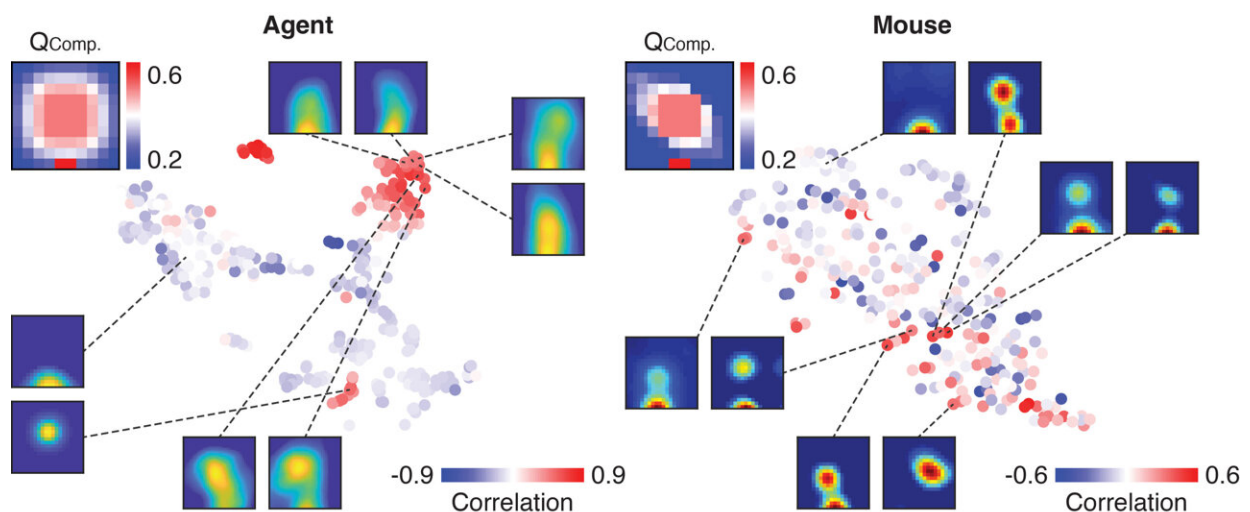 Agent
QComp.
0.6
0.2
-0.9
0.9
Correlation
Mouse
QComp.
0.6
0.2
-0.6
0.6
Correlation